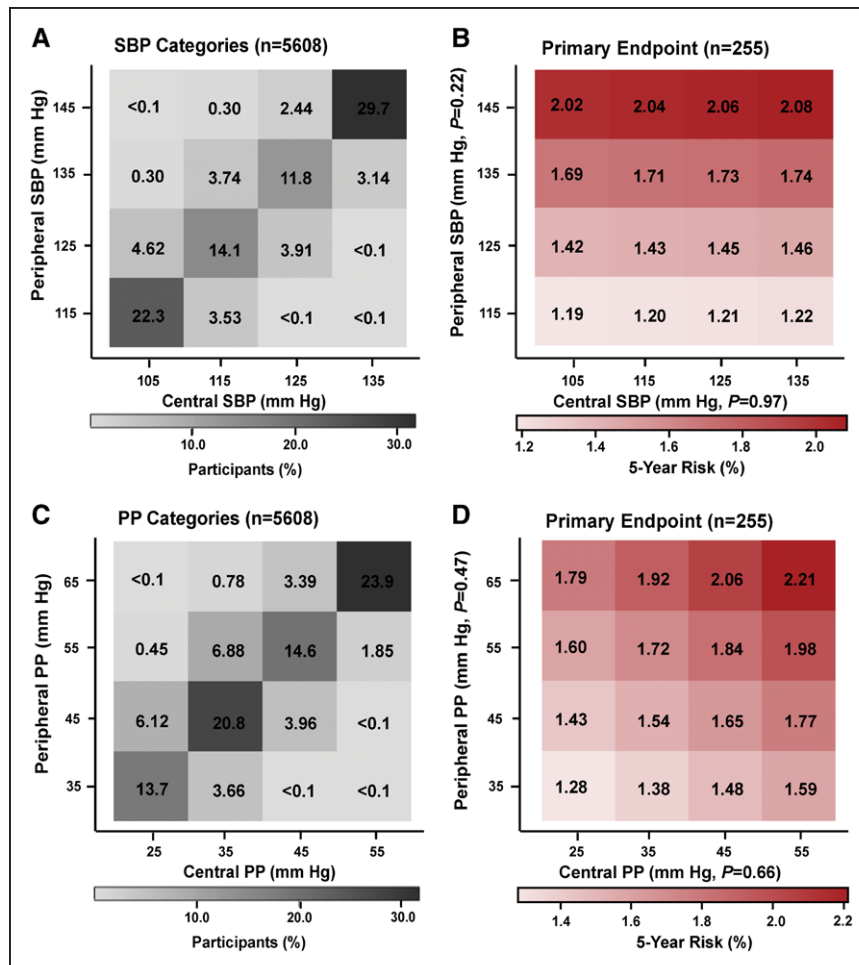 A SBP Categories (n=5608)
Peripheral SBP (mm Hg)
145 <0.1 0.30 2.44 29.7
135 0.30 3.74 11.8 3.14
125 4.62 14.1 3.91 <0.1
115 22.3 3.53 <0.1 <0.1
105 115 125 135
Central SBP (mm Hg)
10.0 20.0 30.0
Participants (%)
B Primary Endpoint (n=255)
Peripheral SBP (mm Hg, P=0.22)
145 2.02 2.04 2.06 2.08
135 1.69 1.71 1.73 1.74
125 1.42 1.43 1.45 1.46
115 1.19 1.20 1.21 1.22
105 115 125 135
Central SBP (mm Hg, P=0.97)
1.2 1.4 1.6 1.8 2.0
5-Year Risk (%)
C PP Categories (n=5608)
Peripheral PP (mm Hg)
65 <0.1 0.78 3.39 23.9
55 0.45 6.88 14.6 1.85
45 6.12 20.8 3.96 <0.1
35 13.7 3.66 <0.1 <0.1
25 35 45 55
Central PP (mm Hg)
10.0 20.0 30.0
Participants (%)
D Primary Endpoint (n=255)
Peripheral PP (mm Hg, P=0.47)
65 1.79 1.92 2.06 2.21
55 1.60 1.72 1.84 1.98
45 1.43 1.54 1.65 1.77
35 1.28 1.38 1.48 1.59
25 35 45 55
Central PP (mm Hg, P=0.66)
1.4 1.6 1.8 2.0 2.2
5-Year Risk (%)